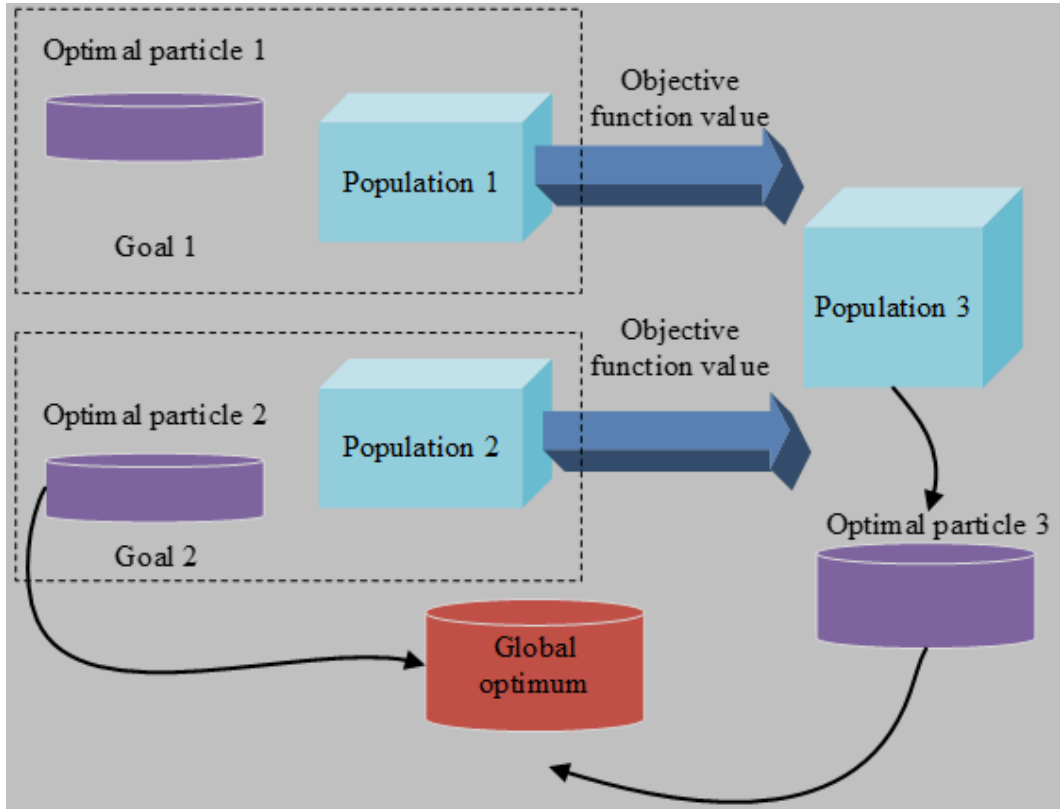 Optimal particle 1
Population 1
Goal 1
Objective
function value
Optimal particle 2
Population 2
Goal 2
Objective
function value
Population 3
Optimal particle 3
Global
optimum